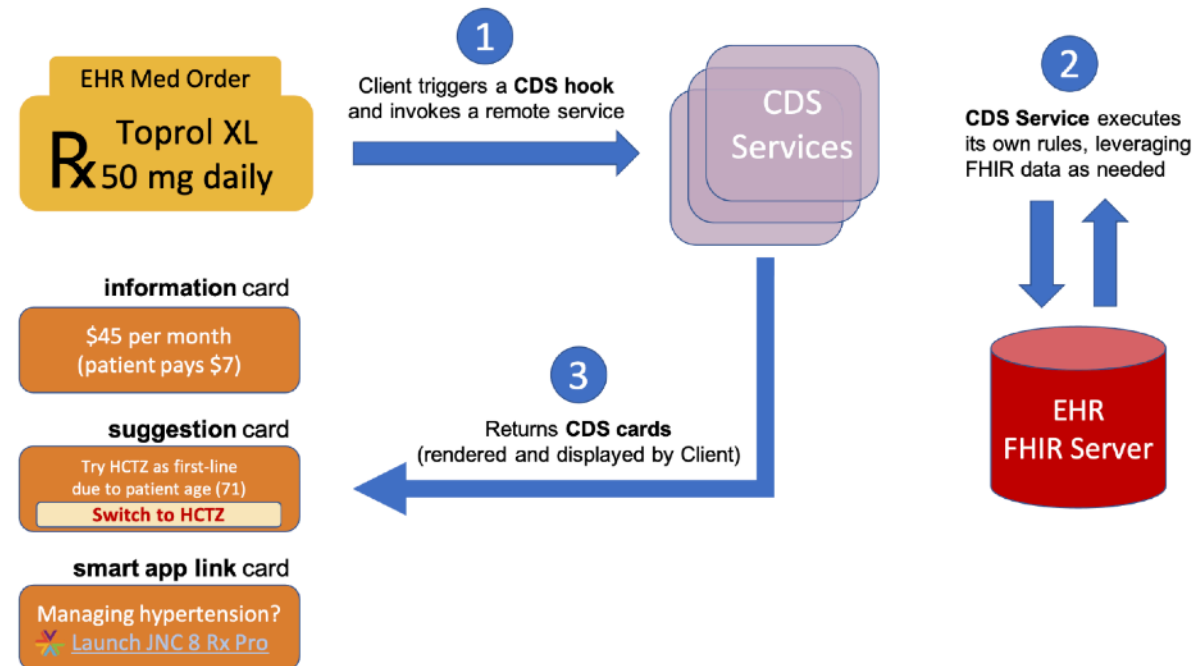 EHR Med Order
Rx Toprol XL
50 mg daily
1
Client triggers a CDS hook
and invokes a remote service
CDS
Services
2
CDS Service executes
its own rules, leveraging
FHIR data as needed
EHR
FHIR Server
3
Returns CDS cards
(rendered and displayed by Client)
information card
$45 per month
(patient pays $7)
suggestion card
Try HCTZ as first-line
due to patient age (71)
Switch to HCTZ
smart app link card
Managing hypertension?
Launch JNC 8 Rx Pro